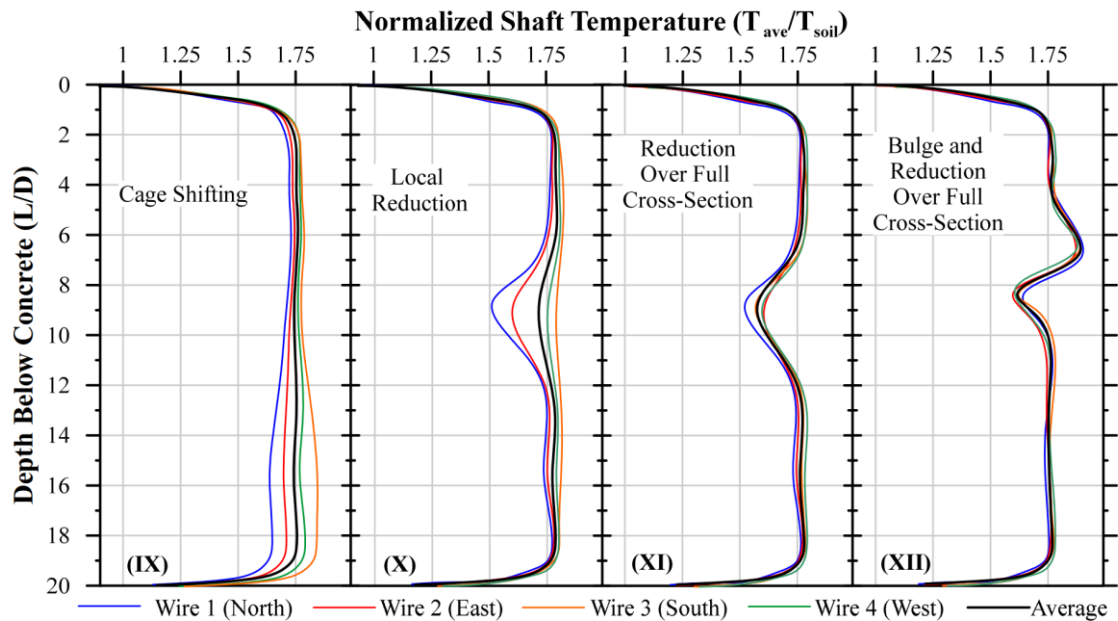 Normalized Shaft Temperature (T ave/T soil)
1 1.25 1.5 1.75 1 1.25 1.5 1.75 1 1.25 1.5 1.75 1 1.25 1.5 1.75
Depth Below Concrete (L/D)
0
2
4
6
8
10
12
14
16
18
20
Cage Shifting
(IX)
Local
Reduction
(X)
Reduction
Over Full
Cross-Section
(XI)
Bulge and
Reduction
Over Full
Cross-Section
(XII)
Wire 1 (North) Wire 2 (East) Wire 3 (South) Wire 4 (West) Average